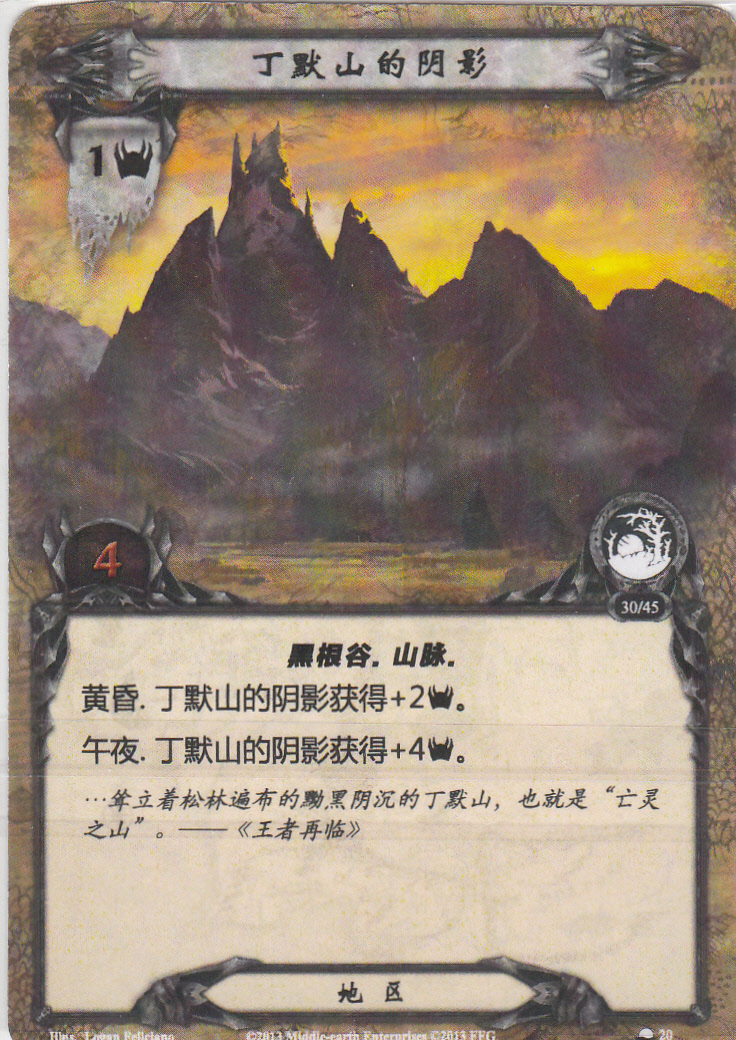 丁默山的阴影
1
4
30/45
黑根谷. 山脉.
黄昏. 丁默山的阴影获得+2。
午夜. 丁默山的阴影获得+4。
…耸立着松林遍布的黝黑阴沉的丁默山，也就是“亡灵
之山”。——《王者再临》
地区
Illus. Logan Feliciano
©2013 Middle-earth Enterprises ©2013 FFG
20